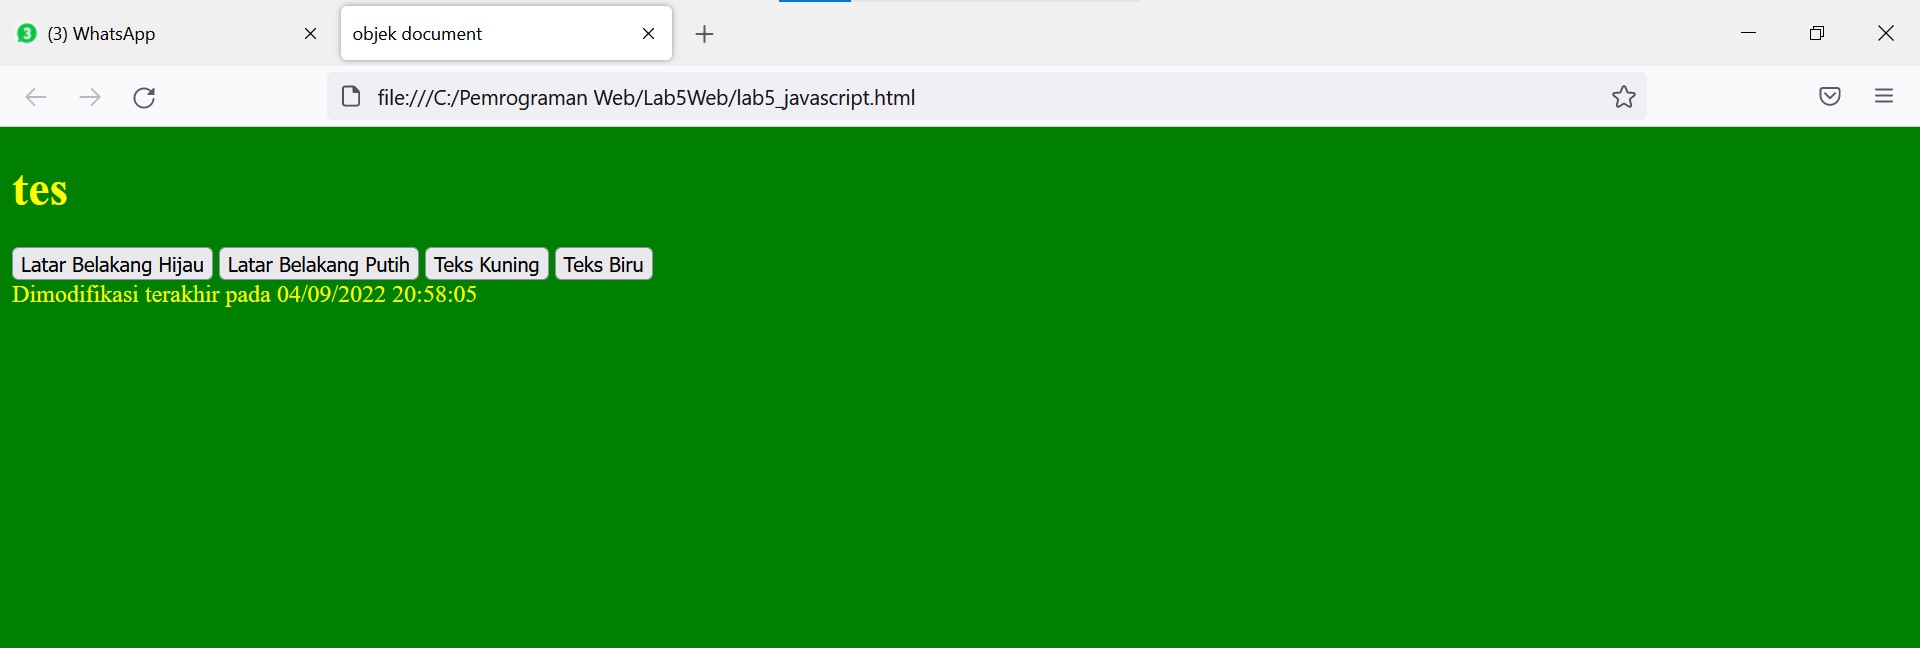 3 (3) WhatsApp
objek document
file:///C:/Pemrograman Web/Lab5Web/lab5_javascript.html
tes
Latar Belakang Hijau Latar Belakang Putih Teks Kuning Teks Biru
Dimodifikasi terakhir pada 04/09/2022 20:58:05